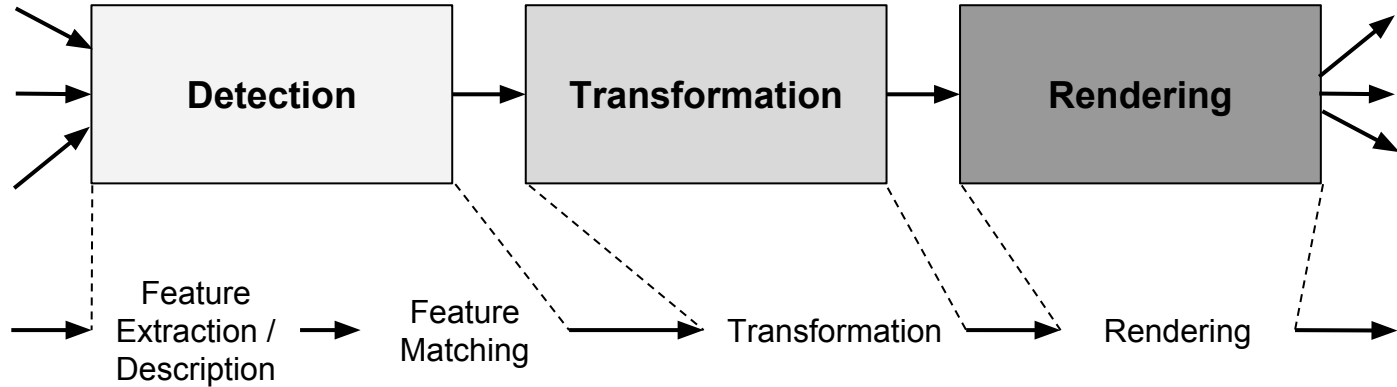 Detection
Transformation
Rendering
Feature
Extraction /
Description
Feature
Matching
Transformation
Rendering